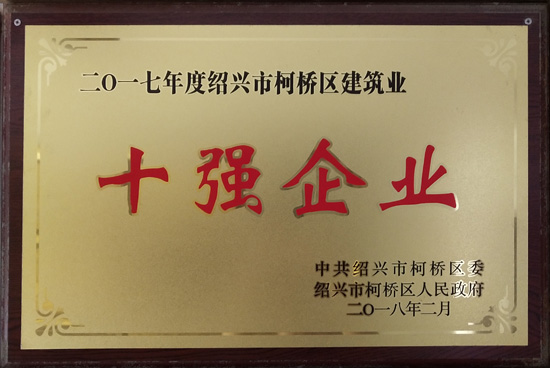 二O一七年度绍兴市柯桥区建筑业
十强企业
中共绍兴市柯桥区委
绍兴市柯桥区人民政府
二O一八年二月